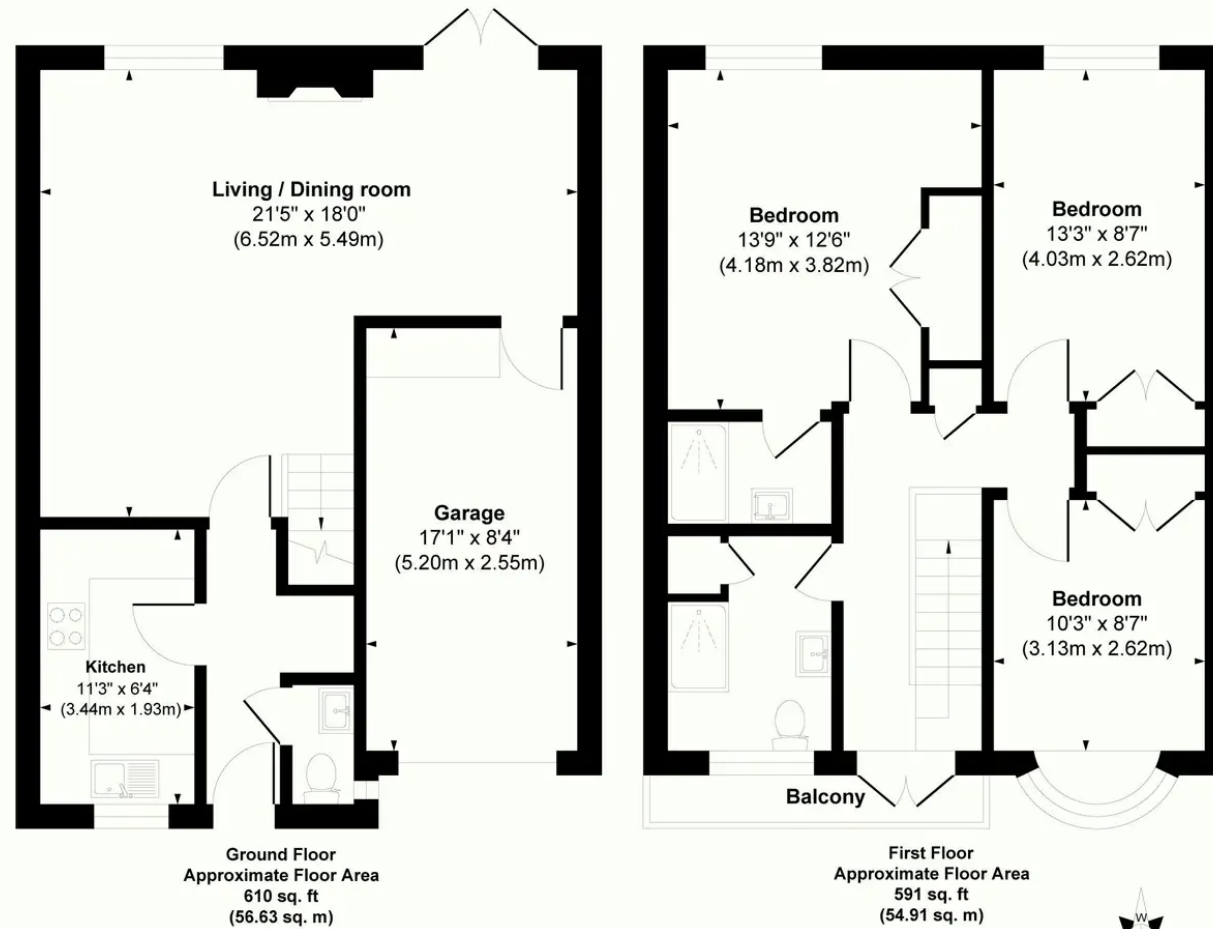 Living / Dining room
21'5" x 18'0"
(6.52m x 5.49m)
Bedroom
13'9" x 12'6"
(4.18m x 3.82m)
Bedroom
13'3" x 8'7"
(4.03m x 2.62m)
Garage
17'1" x 8'4"
(5.20m x 2.55m)
Kitchen
11'3" x 6'4"
(3.44m x 1.93m)
Bedroom
10'3" x 8'7"
(3.13m x 2.62m)
Balcony
Ground Floor
Approximate Floor Area
610 sq. ft
(56.63 sq. m)
First Floor
Approximate Floor Area
591 sq. ft
(54.91 sq. m)
W